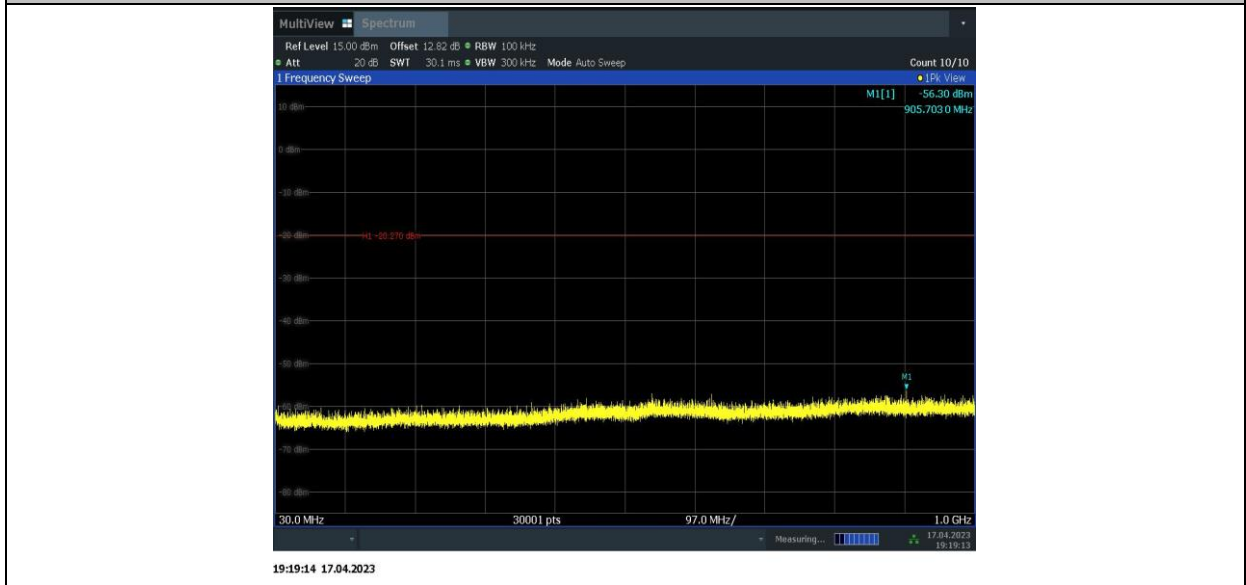 MultiView Spectrum
Ref Level 15.00 dBm Offset 12.82 dB RBW 100 kHz
Att 20 dB SWT 30.1 ms VBW 300 kHz Mode Auto Sweep Count 10/10
1 Frequency Sweep 1Pk View
M1[1] -56.30 dBm
10 dBm 905.703 0 MHz
0 dBm
-10 dBm
-20 dBm H1 -20.270 dBm
-30 dBm
-40 dBm
-50 dBm
M1
-60 dBm
-70 dBm
-80 dBm
30.0 MHz 30001 pts 97.0 MHz/ 1.0 GHz
Measuring... 17.04.2023
19:19:13
19:19:14 17.04.2023